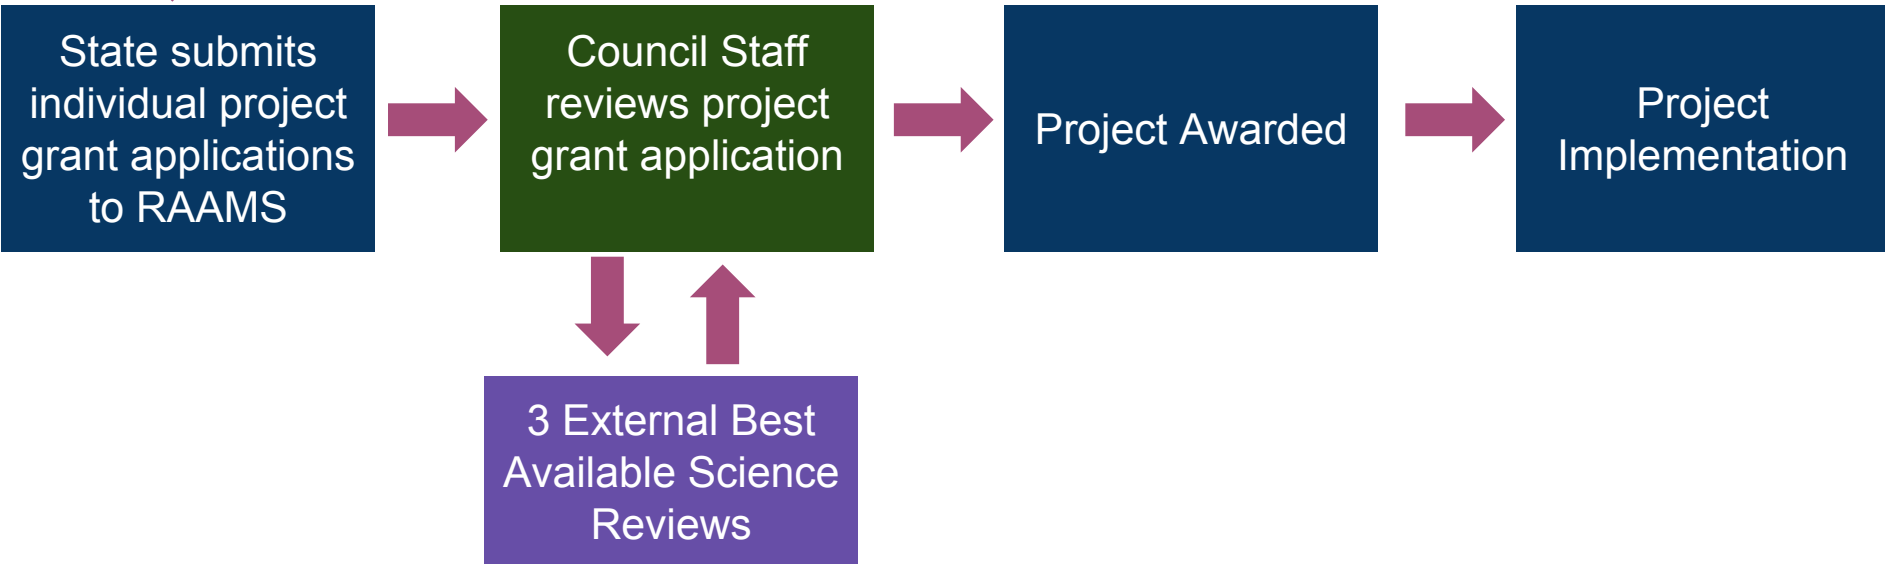 State submits
individual project
grant applications
to RAAMS
Council Staff
reviews project
grant application
Project Awarded
Project
Implementation
3 External Best
Available Science
Reviews